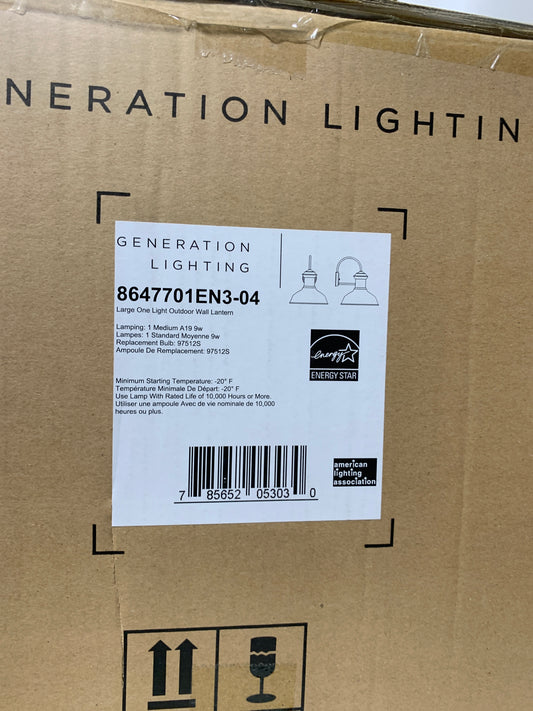 NERATION LIGHTIN
GENERATION
LIGHTING
8647701EN3-04
Large One Light Outdoor Wall Lantern
Lamping: 1 Medium A19 9w
Lampes: 1 Standard Moyenne 9w
Replacement Bulb: 97512S
Ampoule De Remplacement: 97512S
energy
ENERGY STAR
Minimum Starting Temperature: -20° F
Température Minimale De Départ: -20° F
Use Lamp With Rated Life of 10,000 Hours or More.
Utiliser une ampoule Avec de vie nominale de 10,000
heures ou plus.
american
lighting
association
7 85652 05303 0